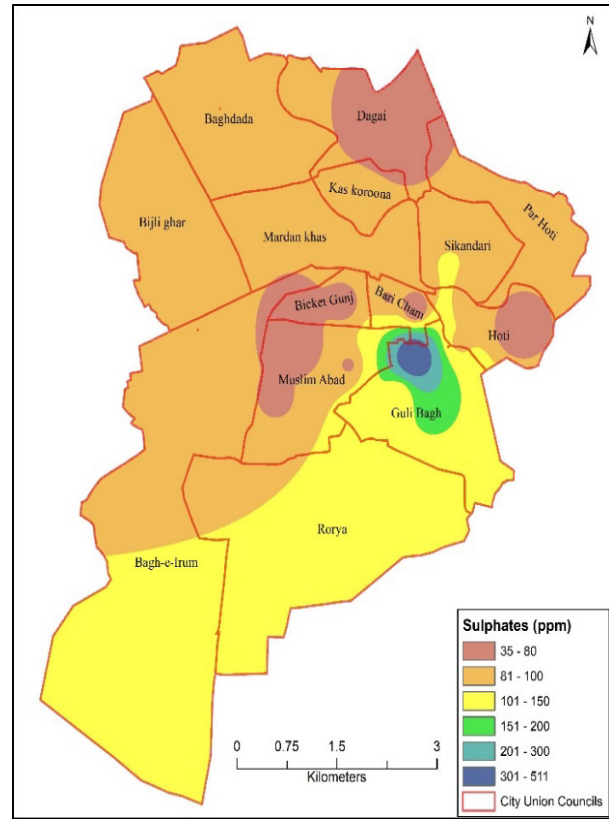 N
Dagai
Baghdada
Kas koroona
Par Hoti
Bijli ghar
Mardan khas
Sikandari
Bicket Gunj
Bari Cham
Hoti
Muslim Abad
Guli Bagh
Rorya
Bagh-e-Irum
Sulphates (ppm)
35 - 80
81 - 100
101 - 150
151 - 200
201 - 300
301 - 511
City Union Councils
0 0.75 1.5 3
Kilometers